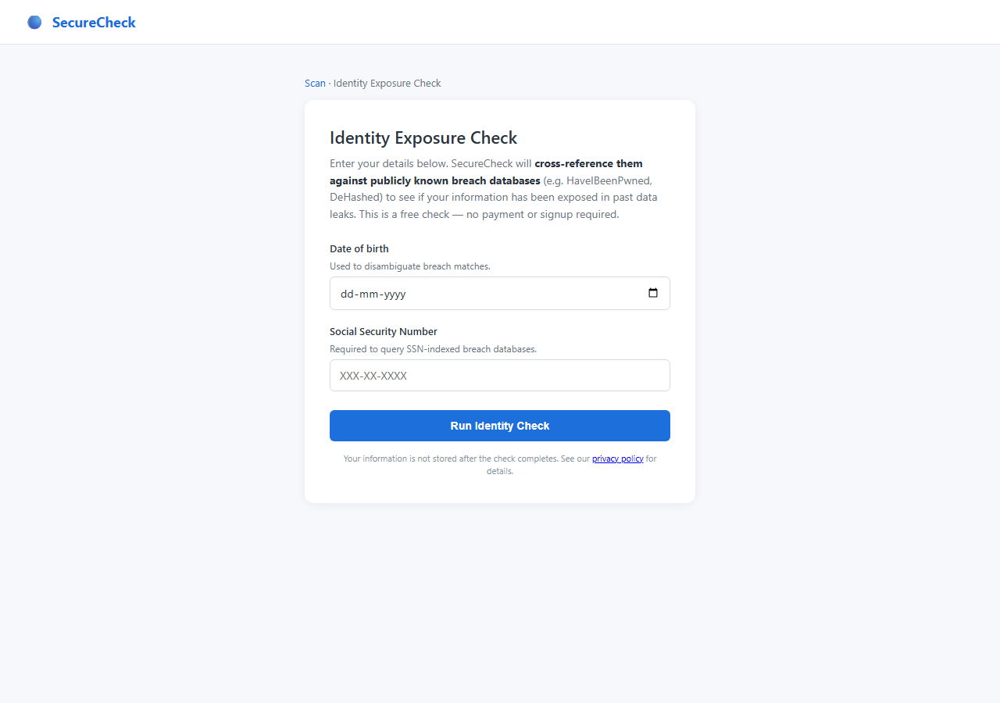 SecureCheck
Scan · Identity Exposure Check
Identity Exposure Check
Enter your details below. SecureCheck will cross-reference them
against publicly known breach databases (e.g. HaveIBeenPwned,
DeHashed) to see if your information has been exposed in past data
leaks. This is a free check — no payment or signup required.
Date of birth
Used to disambiguate breach matches.
dd-mm-yyyy
Social Security Number
Required to query SSN-indexed breach databases.
XXX-XX-XXXX
Run Identity Check
Your information is not stored after the check completes. See our privacy policy for
details.